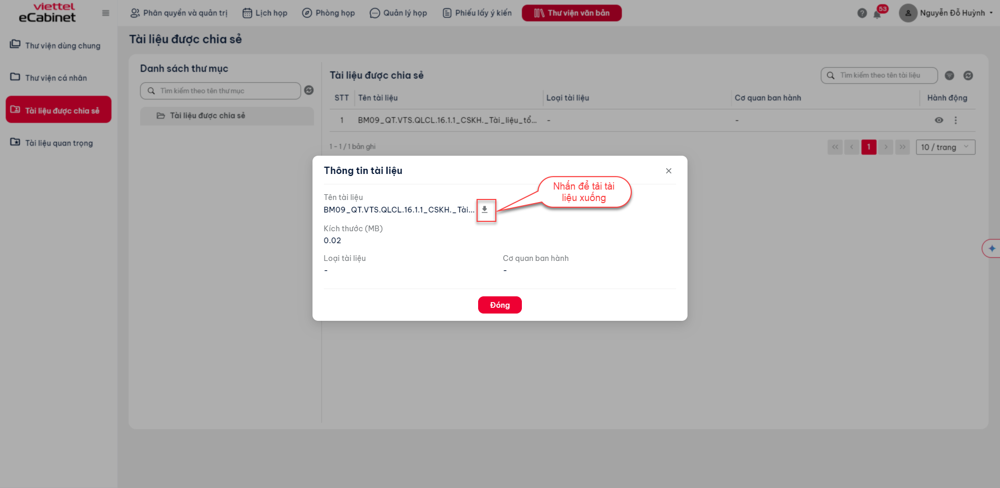 viettel
eCabinet
Phân quyền và quản trị
Lịch họp
Phòng họp
Quản lý họp
Phiếu lấy ý kiến
Thư viện văn bản
?
53
Nguyễn Đỗ Huỳnh
Thư viện dùng chung
Thư viện cá nhân
Tài liệu được chia sẻ
Tài liệu quan trọng
Tài liệu được chia sẻ
Danh sách thư mục
Tìm kiếm theo tên thư mục
Tài liệu được chia sẻ
Tài liệu được chia sẻ
Tìm kiếm theo tên tài liệu
STT Tên tài liệu Loại tài liệu Cơ quan ban hành Hành động
1 BM09_QT.VTS.QLCL.16.1.1_CSKH._Tài_liệu_tổ... - -
1 - 1 / 1 bản ghi
<< < 1 > >> 10 / trang
Thông tin tài liệu
Tên tài liệu
BM09_QT.VTS.QLCL.16.1.1_CSKH._Tài...
Nhấn để tải tài
liệu xuống
Kích thước (MB)
0.02
Loại tài liệu Cơ quan ban hành
- -
Đóng